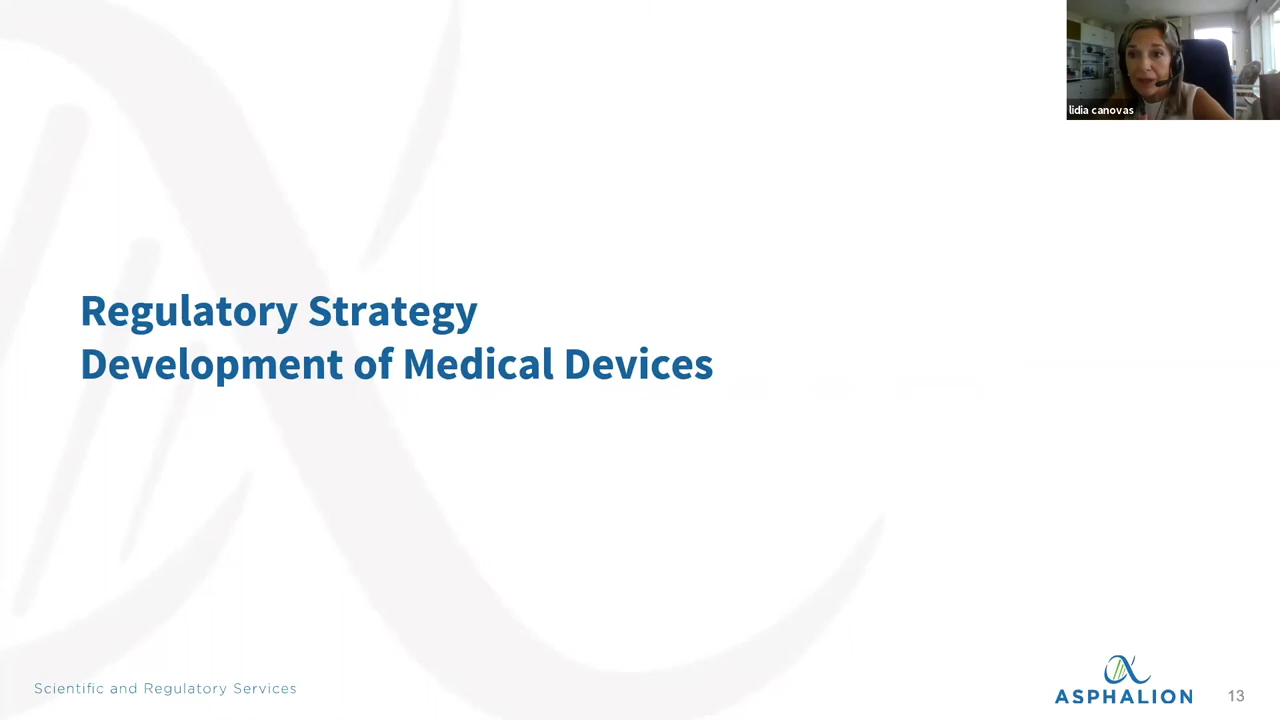 lidia canovas
Regulatory Strategy
Development of Medical Devices
Scientific and Regulatory Services
ASPHALION
13